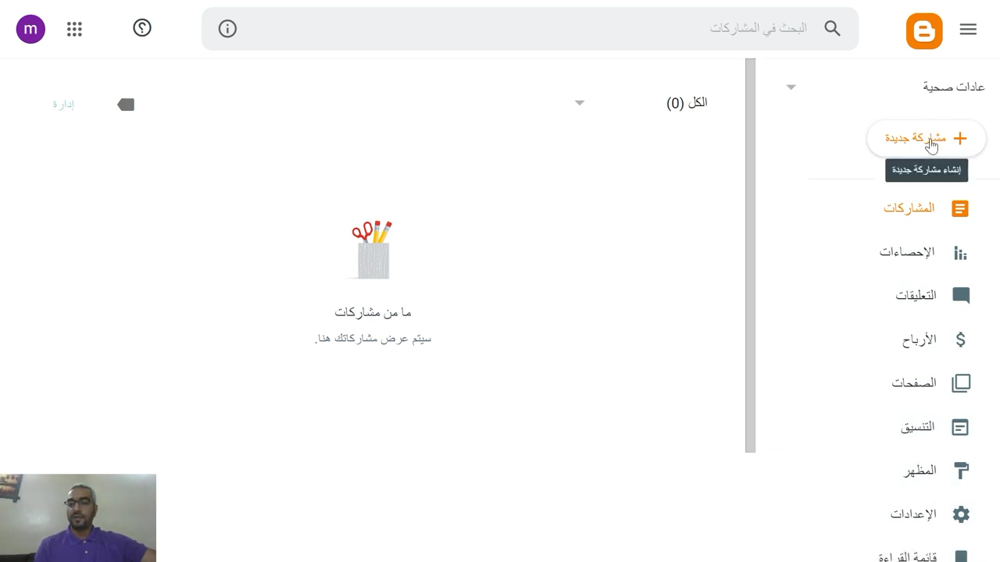 البحث في المشاركات
m
عادات صحية
مشاركة جديدة
إنشاء مشاركة جديدة
المشاركات
الإحصاءات
التعليقات
الأرباح
الصفحات
التنسيق
المظهر
الإعدادات
قائمة القراءة
الكل (0)
إدارة
ما من مشاركات
سيتم عرض مشاركاتك هنا.